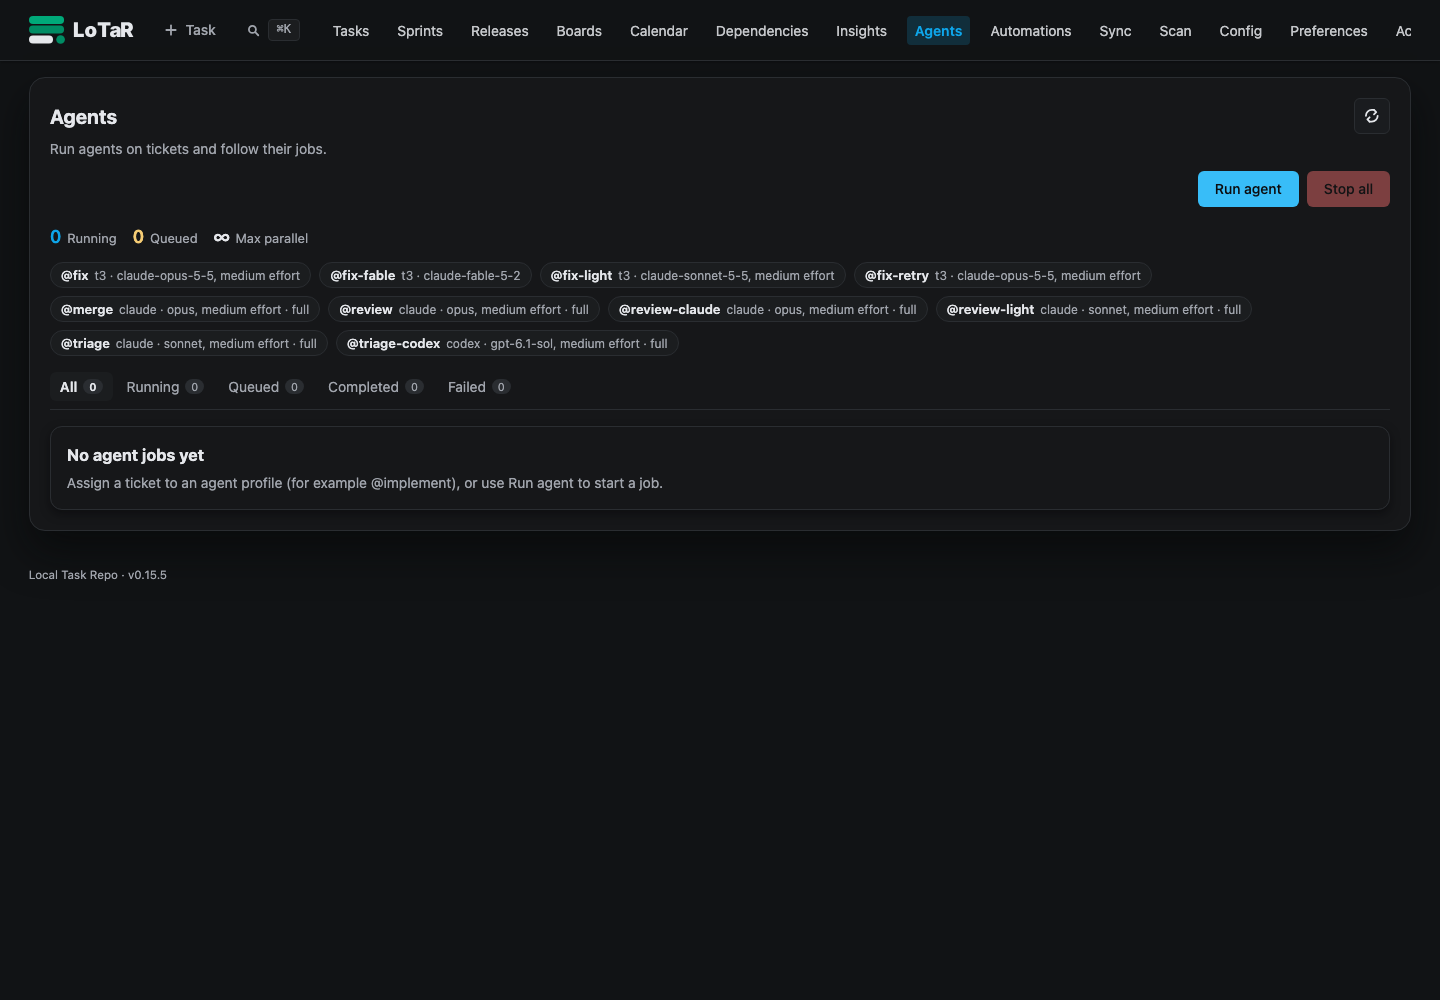 LoTaR + Task ⌘K Tasks Sprints Releases Boards Calendar Dependencies Insights Agents Automations Sync Scan Config Preferences Ac
Agents
Run agents on tickets and follow their jobs.
Run agent Stop all
0 Running 0 Queued ∞ Max parallel
@fix t3 · claude-opus-5-5, medium effort @fix-fable t3 · claude-fable-5-2 @fix-light t3 · claude-sonnet-5-5, medium effort @fix-retry t3 · claude-opus-5-5, medium effort
@merge claude · opus, medium effort · full @review claude · opus, medium effort · full @review-claude claude · opus, medium effort · full @review-light claude · sonnet, medium effort · full
@triage claude · sonnet, medium effort · full @triage-codex codex · gpt-6.1-sol, medium effort · full
All 0 Running 0 Queued 0 Completed 0 Failed 0
No agent jobs yet
Assign a ticket to an agent profile (for example @implement), or use Run agent to start a job.
Local Task Repo · v0.15.5